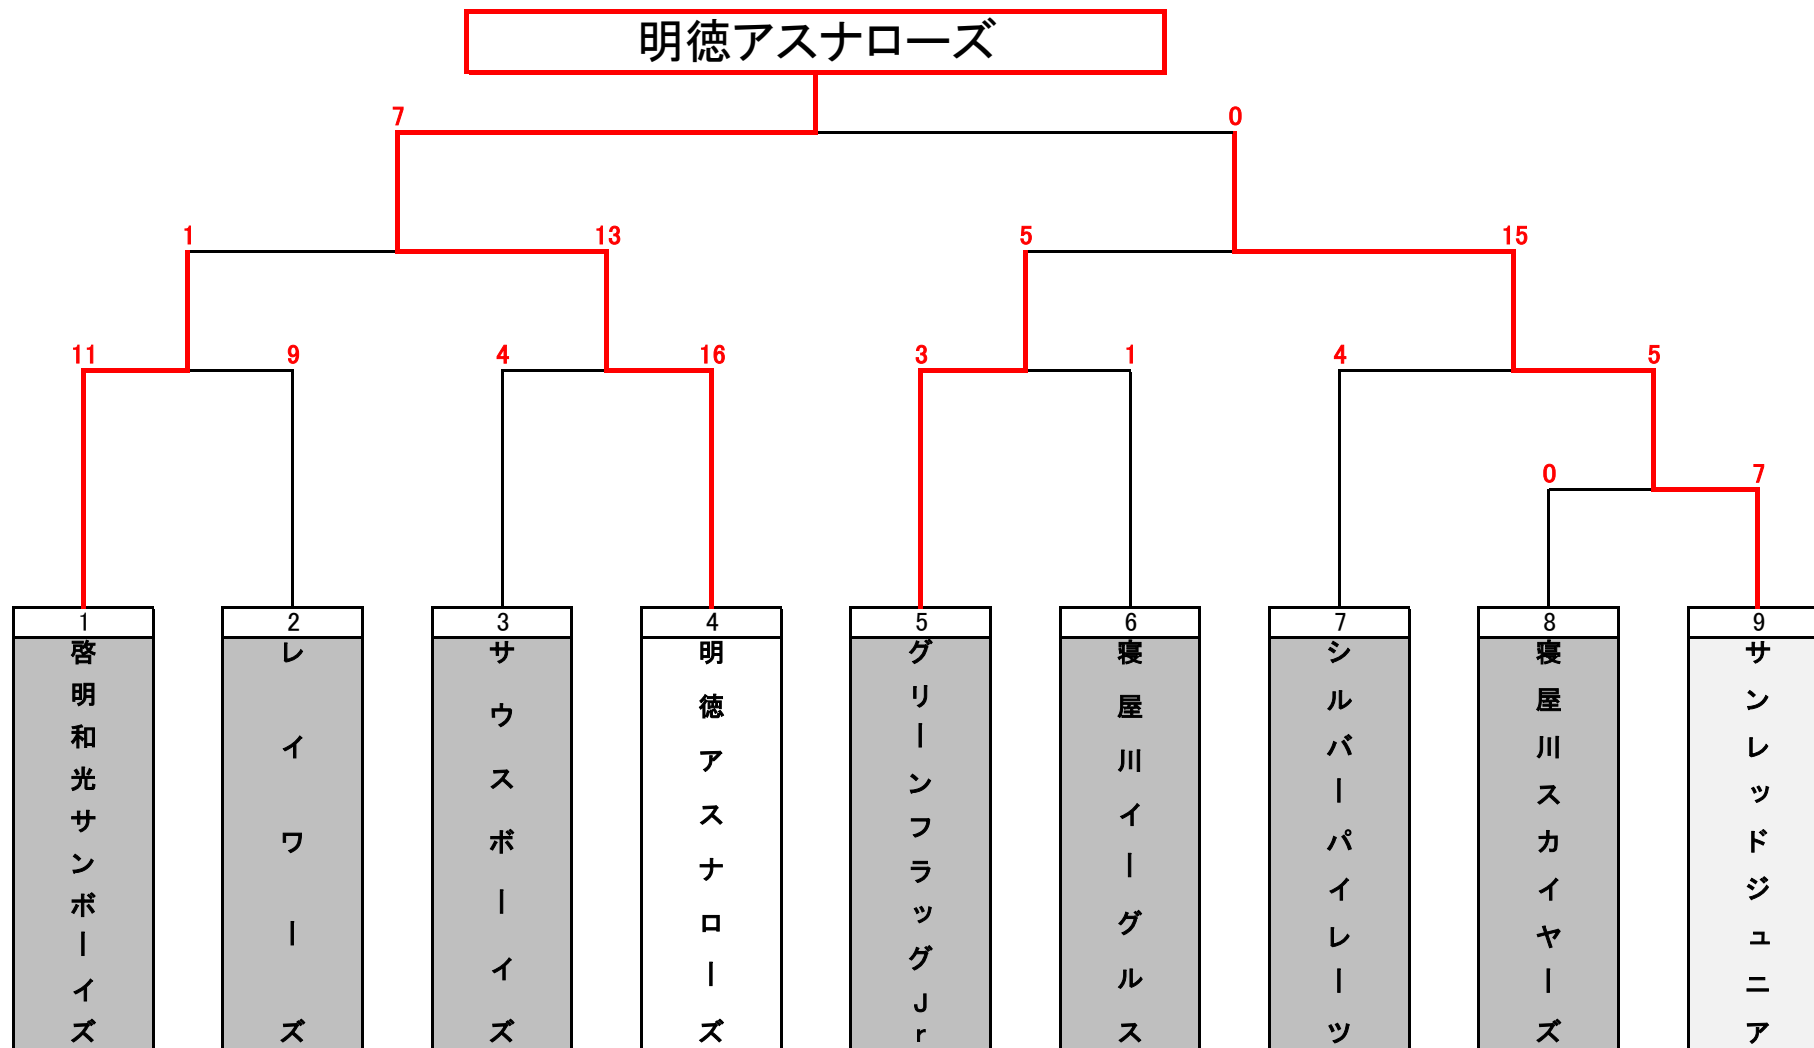 明徳アスナローズ
7 0
1 13 5 15
11 9 4 16 3 1 4 5
0 7
1 2 3 4 5 6 7 8 9
啓明和光サンボーイズ
レイワーズ
サウスボーイズ
明徳アスナローズ
グリーンフラッグJr
寝屋川イーグルス
シルバーパイレーツ
寝屋川スカイヤーズ
サンレッドジュニア